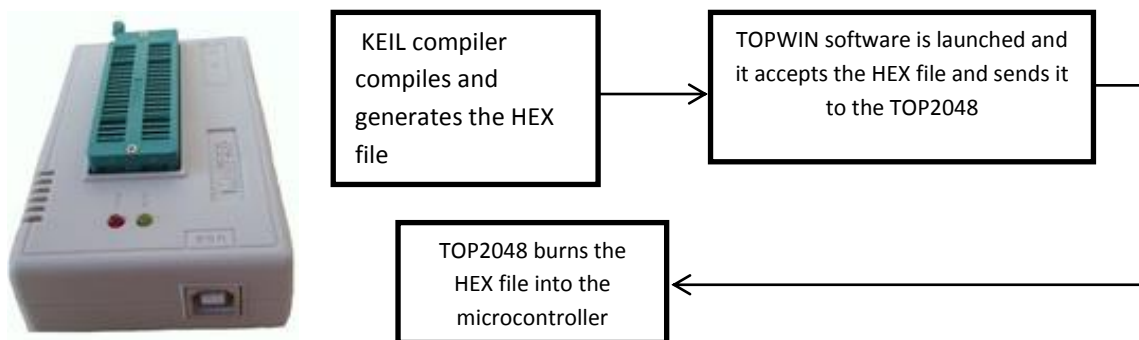 KEIL compiler
compiles and
generates the HEX
file
TOPWIN software is launched and
it accepts the HEX file and sends it
to the TOP2048
TOP2048 burns the
HEX file into the
microcontroller